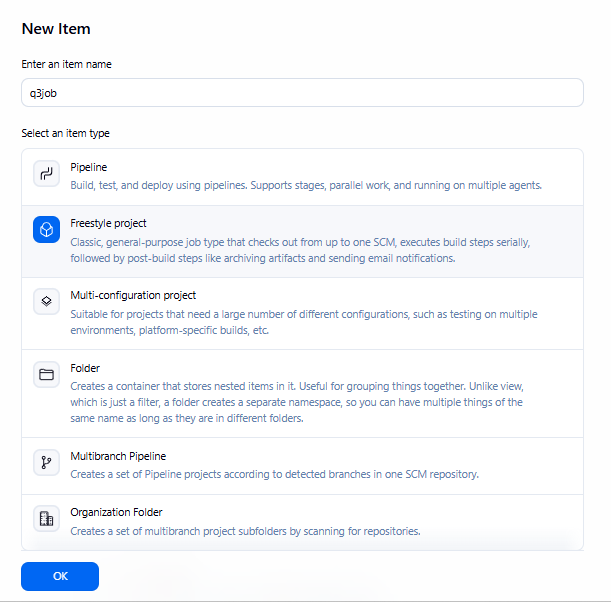 New Item
Enter an item name
q3job
Select an item type
Pipeline
Build, test, and deploy using pipelines. Supports stages, parallel work, and running on multiple agents.
Freestyle project
Classic, general-purpose job type that checks out from up to one SCM, executes build steps serially,
followed by post-build steps like archiving artifacts and sending email notifications.
Multi-configuration project
Suitable for projects that need a large number of different configurations, such as testing on multiple
environments, platform-specific builds, etc.
Folder
Creates a container that stores nested items in it. Useful for grouping things together. Unlike view,
which is just a filter, a folder creates a separate namespace, so you can have multiple things of the
same name as long as they are in different folders.
Multibranch Pipeline
Creates a set of Pipeline projects according to detected branches in one SCM repository.
Organization Folder
Creates a set of multibranch project subfolders by scanning for repositories.
OK